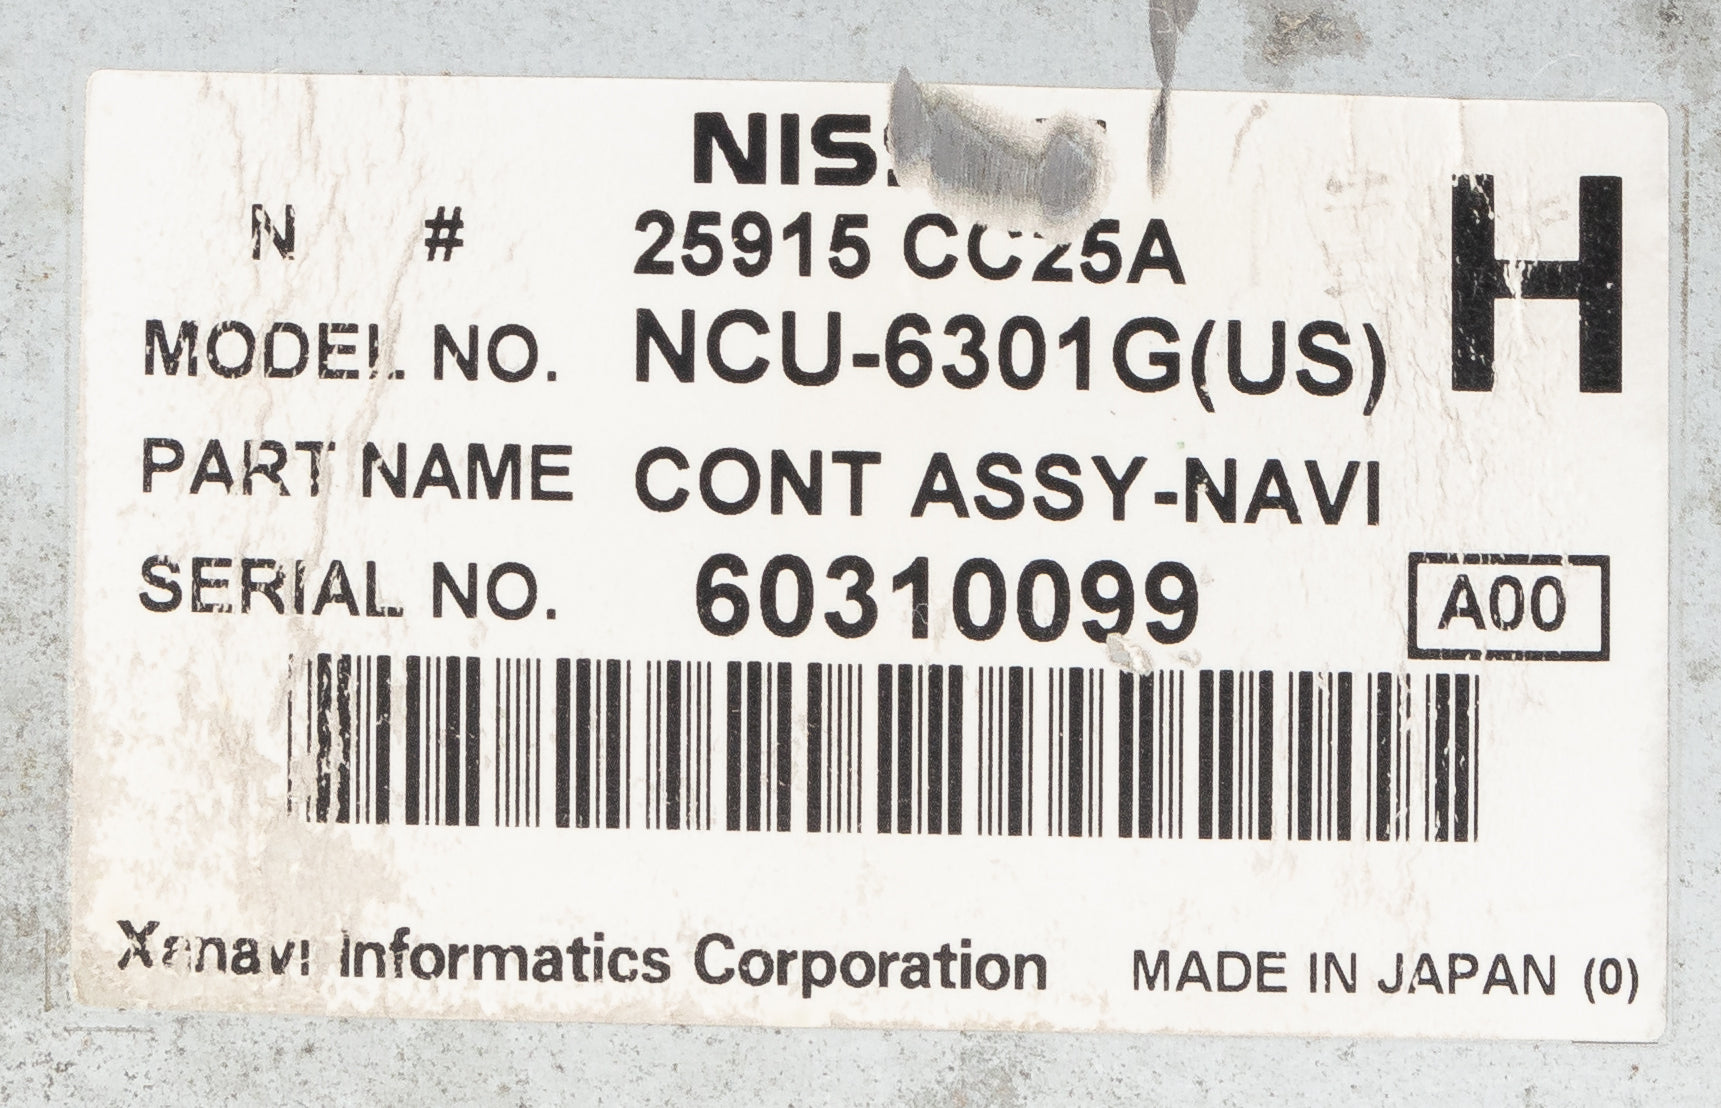 NIS
N # 25915 CC25A H
MODEL NO. NCU-6301G(US)
PART NAME CONT ASSY-NAVI
SERIAL NO. 60310099 A00
Xanavi Informatics Corporation MADE IN JAPAN (0)